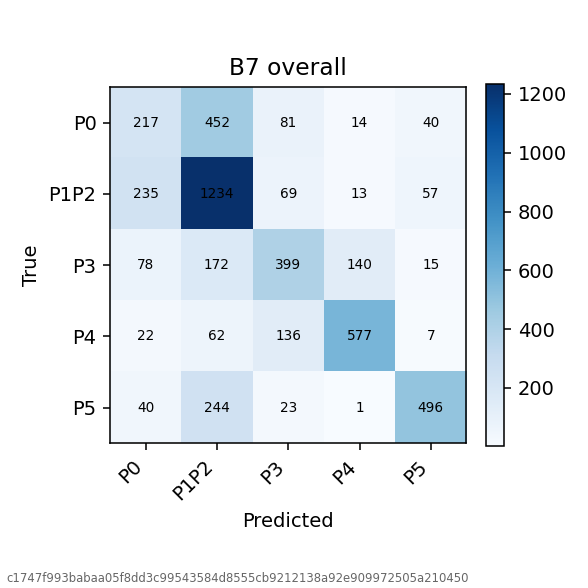 B7 overall
P0 217 452 81 14 40
P1P2 235 1234 69 13 57
P3 78 172 399 140 15
P4 22 62 136 577 7
P5 40 244 23 1 496
P0 P1P2 P3 P4 P5
True
Predicted
1200
1000
800
600
400
200
c1747f993babaa05f8dd3c99543584d8555cb9212138a92e909972505a210450